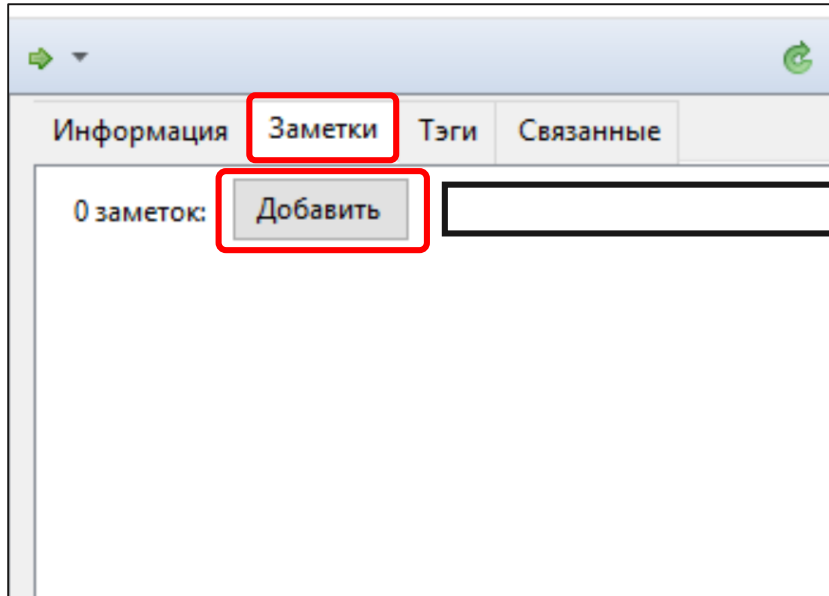 Информация Заметки Тэги Связанные
0 заметок: Добавить